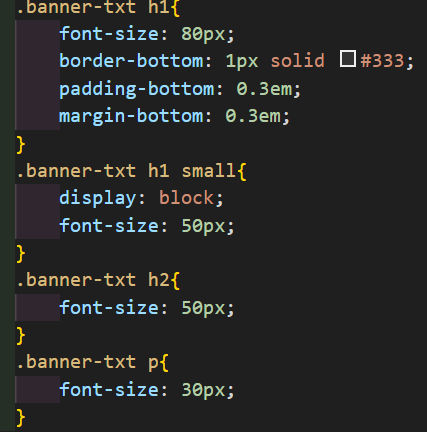 .banner-txt h1{
    font-size: 80px;
    border-bottom: 1px solid #333;
    padding-bottom: 0.3em;
    margin-bottom: 0.3em;
}
.banner-txt h1 small{
    display: block;
    font-size: 50px;
}
.banner-txt h2{
    font-size: 50px;
}
.banner-txt p{
    font-size: 30px;
}